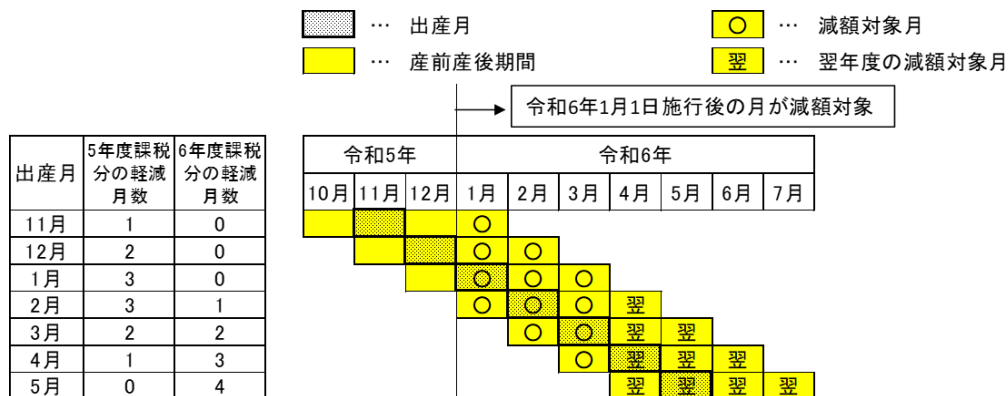 … 出産月
○ … 減額対象月
… 産前産後期間
翌 … 翌年度の減額対象月
令和6年1月1日施行後の月が減額対象
出産月 5年度課税分の軽減月数 6年度課税分の軽減月数
令和5年 令和6年
10月 11月 12月 1月 2月 3月 4月 5月 6月 7月
11月 1 0 ○
12月 2 0 ○ ○
1月 3 0 ○ ○ ○
2月 3 1 ○ ○ ○ 翌
3月 2 2 ○ ○ 翌 翌
4月 1 3 ○ 翌 翌 翌
5月 0 4 翌 翌 翌 翌